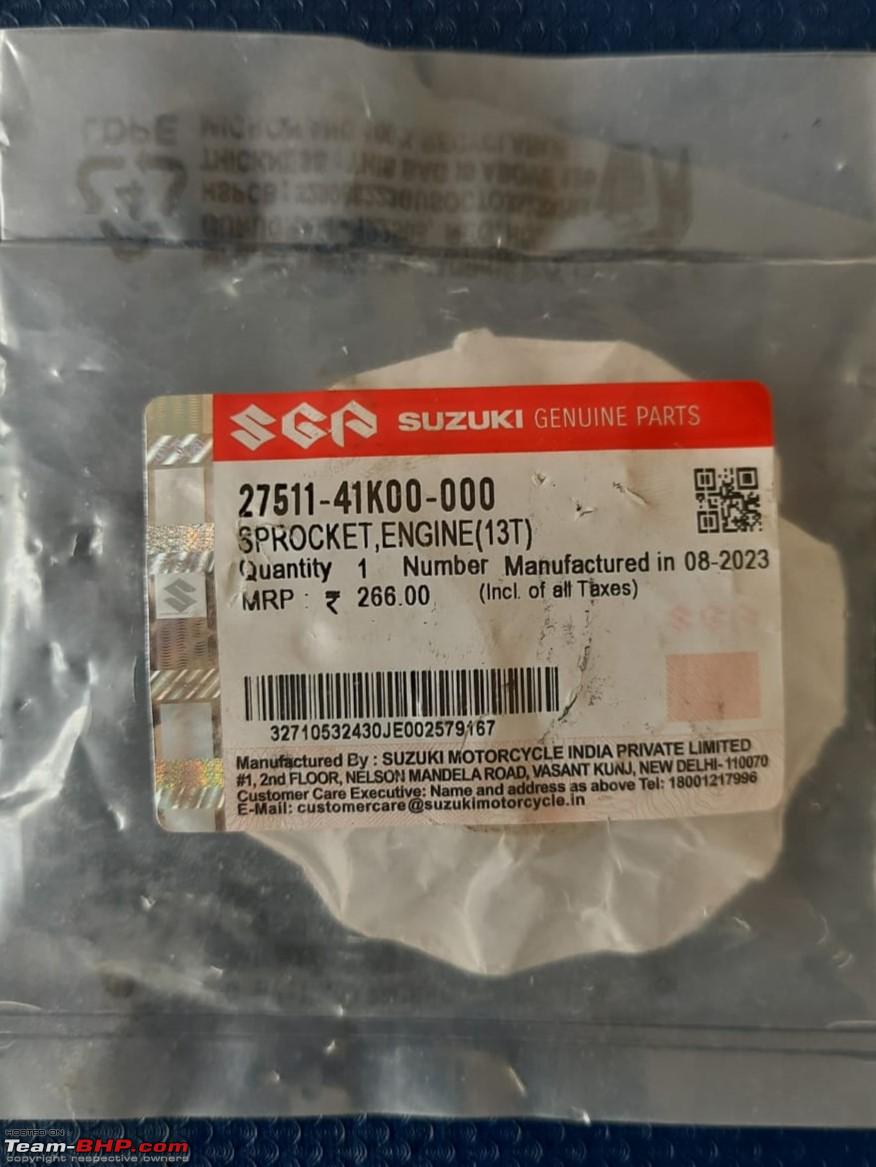 LDPE
SGP SUZUKI GENUINE PARTS
27511-41K00-000
SPROCKET,ENGINE(13T)
Quantity 1 Number Manufactured in 08-2023
MRP : ₹ 266.00 (Incl. of all Taxes)
32710532430JE002579167
Manufactured By : SUZUKI MOTORCYCLE INDIA PRIVATE LIMITED
#1, 2nd FLOOR, NELSON MANDELA ROAD, VASANT KUNJ, NEW DELHI-110070
Customer Care Executive: Name and address as above Tel: 18001217996
E-Mail: customercare@suzukimotorcycle.in
HOSTED ON
Team-BHP.com
copyright respective owners